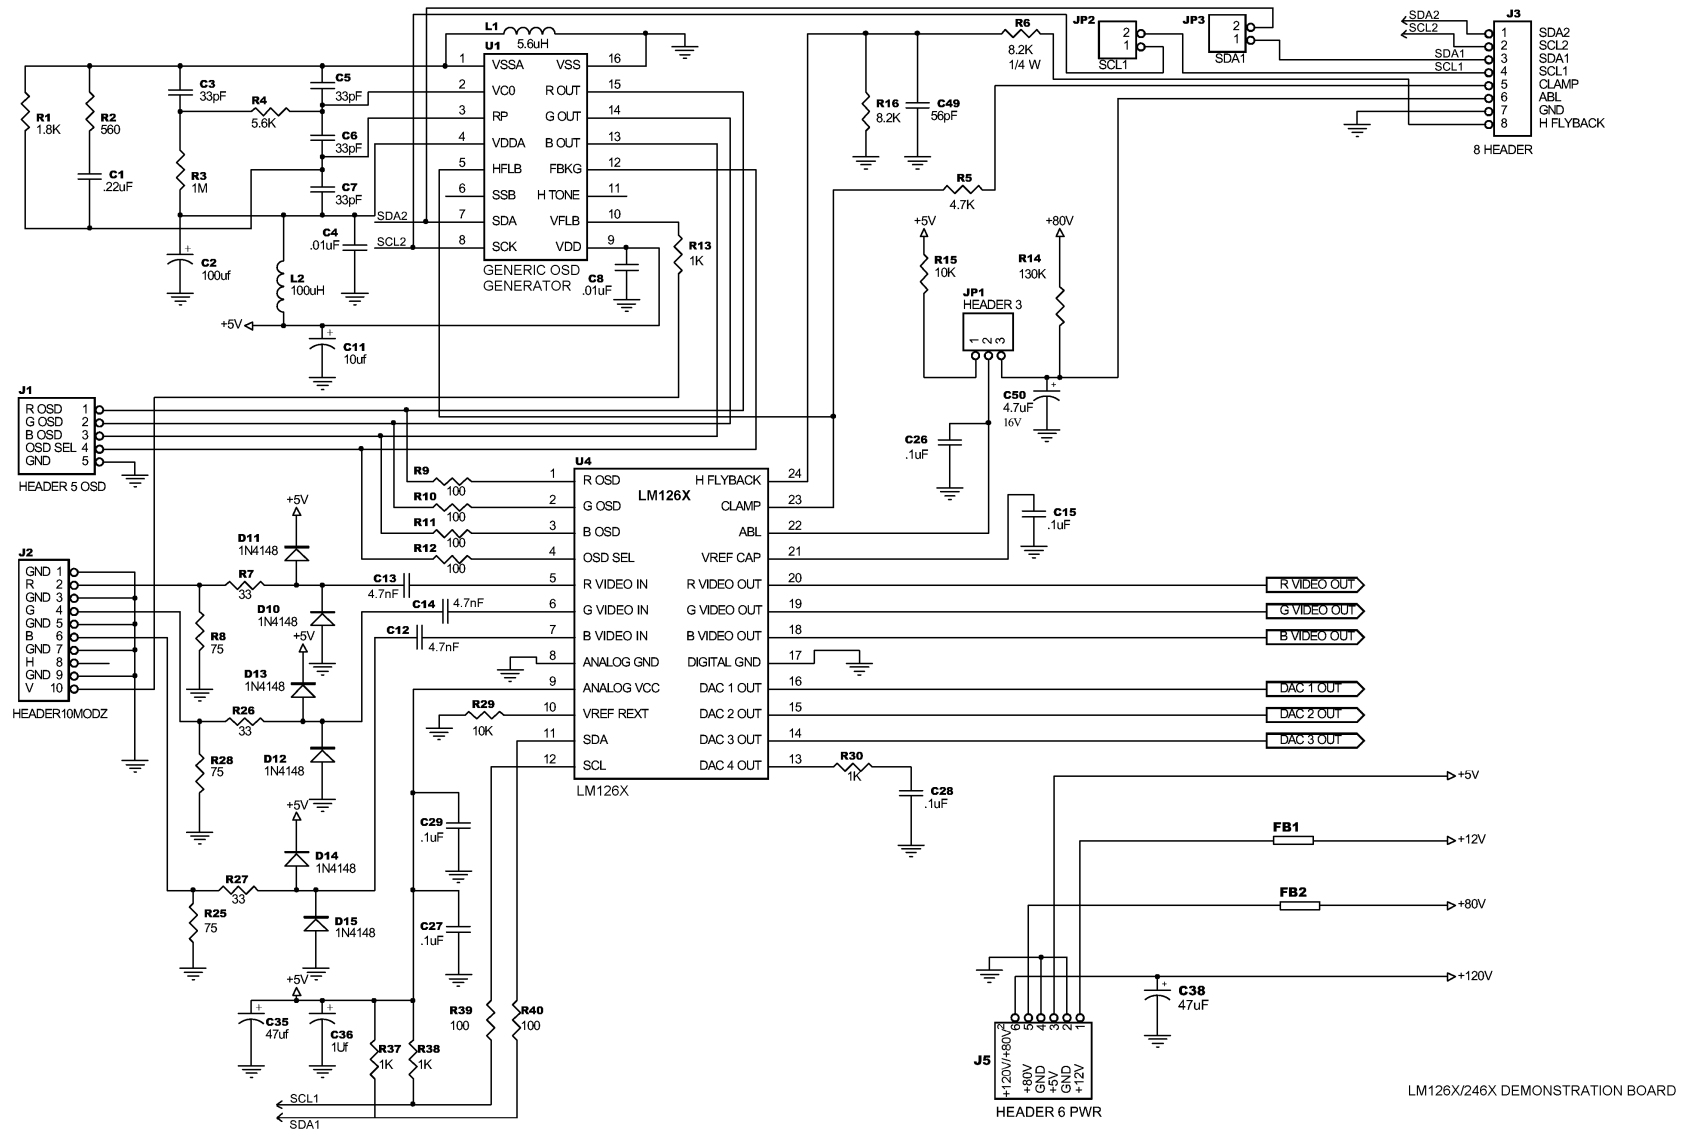 L1
5.6uH
U1
1 VSSA
2 VC0
3 RP
4 VDDA
5 HFLB
6 SSB
7 SDA
8 SCK
VSS 16
R OUT 15
G OUT 14
B OUT 13
FBKG 12
H TONE 11
VFLB 10
VDD 9
GENERIC OSD
GENERATOR
R1
1.8K
R2
560
C1
.22uF
C3
33pF
R4
5.6K
R3
1M
C5
33pF
C6
33pF
C7
33pF
C2
100uf
L2
100uH
C4
.01uF
SDA2
SCL2
C8
.01uF
R13
1K
+5V
C11
10uf
R6
8.2K
1/4 W
R16
8.2K
C49
56pF
JP2
2
1
SCL1
JP3
2
1
SDA1
SDA2
SCL2
SDA1
SCL1
J3
1 SDA2
2 SCL2
3 SDA1
4 SCL1
5 CLAMP
6 ABL
7 GND
8 H FLYBACK
8 HEADER
R5
4.7K
+5V
R15
10K
+80V
R14
130K
JP1
HEADER 3
1 2 3
C50
4.7uF
16V
C26
.1uF
J1
R OSD 1
G OSD 2
B OSD 3
OSD SEL 4
GND 5
HEADER 5 OSD
J2
GND 1
R 2
GND 3
G 4
GND 5
B 6
GND 7
H 8
GND 9
V 10
HEADER10MODZ
R9
100
R10
100
R11
100
R12
100
+5V
D11
1N4148
R7
33
R8
75
D10
1N4148
C13
4.7nF
C14
4.7nF
C12
4.7nF
+5V
D13
1N4148
R26
33
R28
75
D12
1N4148
+5V
D14
1N4148
R27
33
R25
75
D15
1N4148
U4
LM126X
1 R OSD
2 G OSD
3 B OSD
4 OSD SEL
5 R VIDEO IN
6 G VIDEO IN
7 B VIDEO IN
8 ANALOG GND
9 ANALOG VCC
10 VREF REXT
11 SDA
12 SCL
H FLYBACK 24
CLAMP 23
ABL 22
VREF CAP 21
R VIDEO OUT 20
G VIDEO OUT 19
B VIDEO OUT 18
DIGITAL GND 17
DAC 1 OUT 16
DAC 2 OUT 15
DAC 3 OUT 14
DAC 4 OUT 13
LM126X
C15
.1uF
R VIDEO OUT
G VIDEO OUT
B VIDEO OUT
DAC 1 OUT
DAC 2 OUT
DAC 3 OUT
R29
10K
R30
1K
C28
.1uF
C29
.1uF
C27
.1uF
+5V
C35
47uf
C36
1Uf
R37
1K
R38
1K
R39
100
R40
100
SCL1
SDA1
+5V
FB1
+12V
FB2
+80V
+120V
C38
47uF
J5
2
6 5 4 3 2 1
+120V/+80V
+80V
GND
+5V
GND
+12V
HEADER 6 PWR
LM126X/246X DEMONSTRATION BOARD